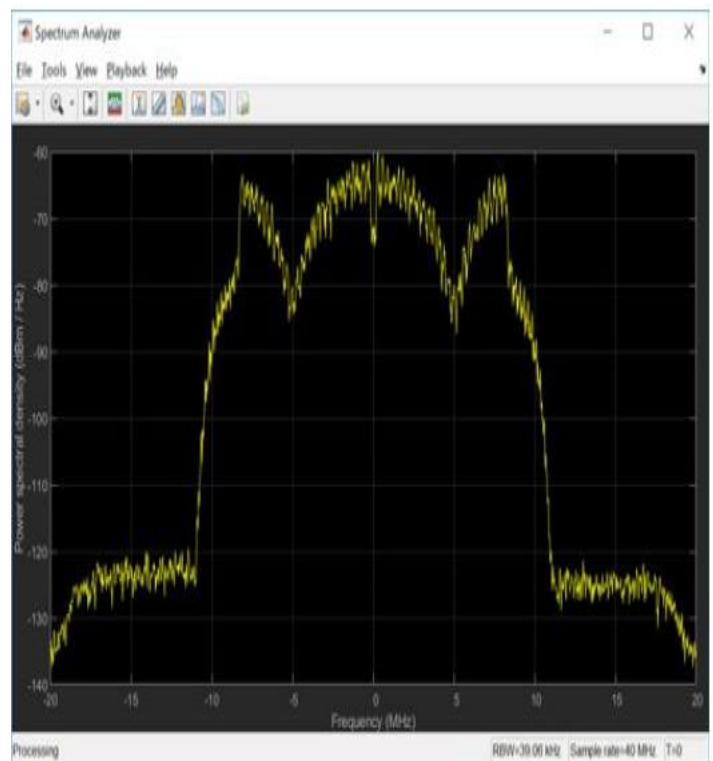 Spectrum Analyzer
File Tools View Playback Help
-60
-70
-80
-90
-100
-110
-120
-130
-140
Power spectral density (dBm / Hz)
-20 -15 -10 -5 0 5 10 15 20
Frequency (MHz)
Processing RBW=39.06 kHz Sample rate=40 MHz T=0